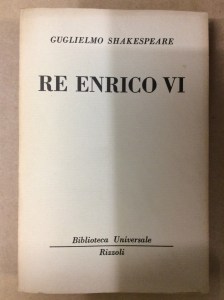 GUGLIELMO SHAKESPEARE
RE ENRICO VI
Biblioteca Universale
Rizzoli